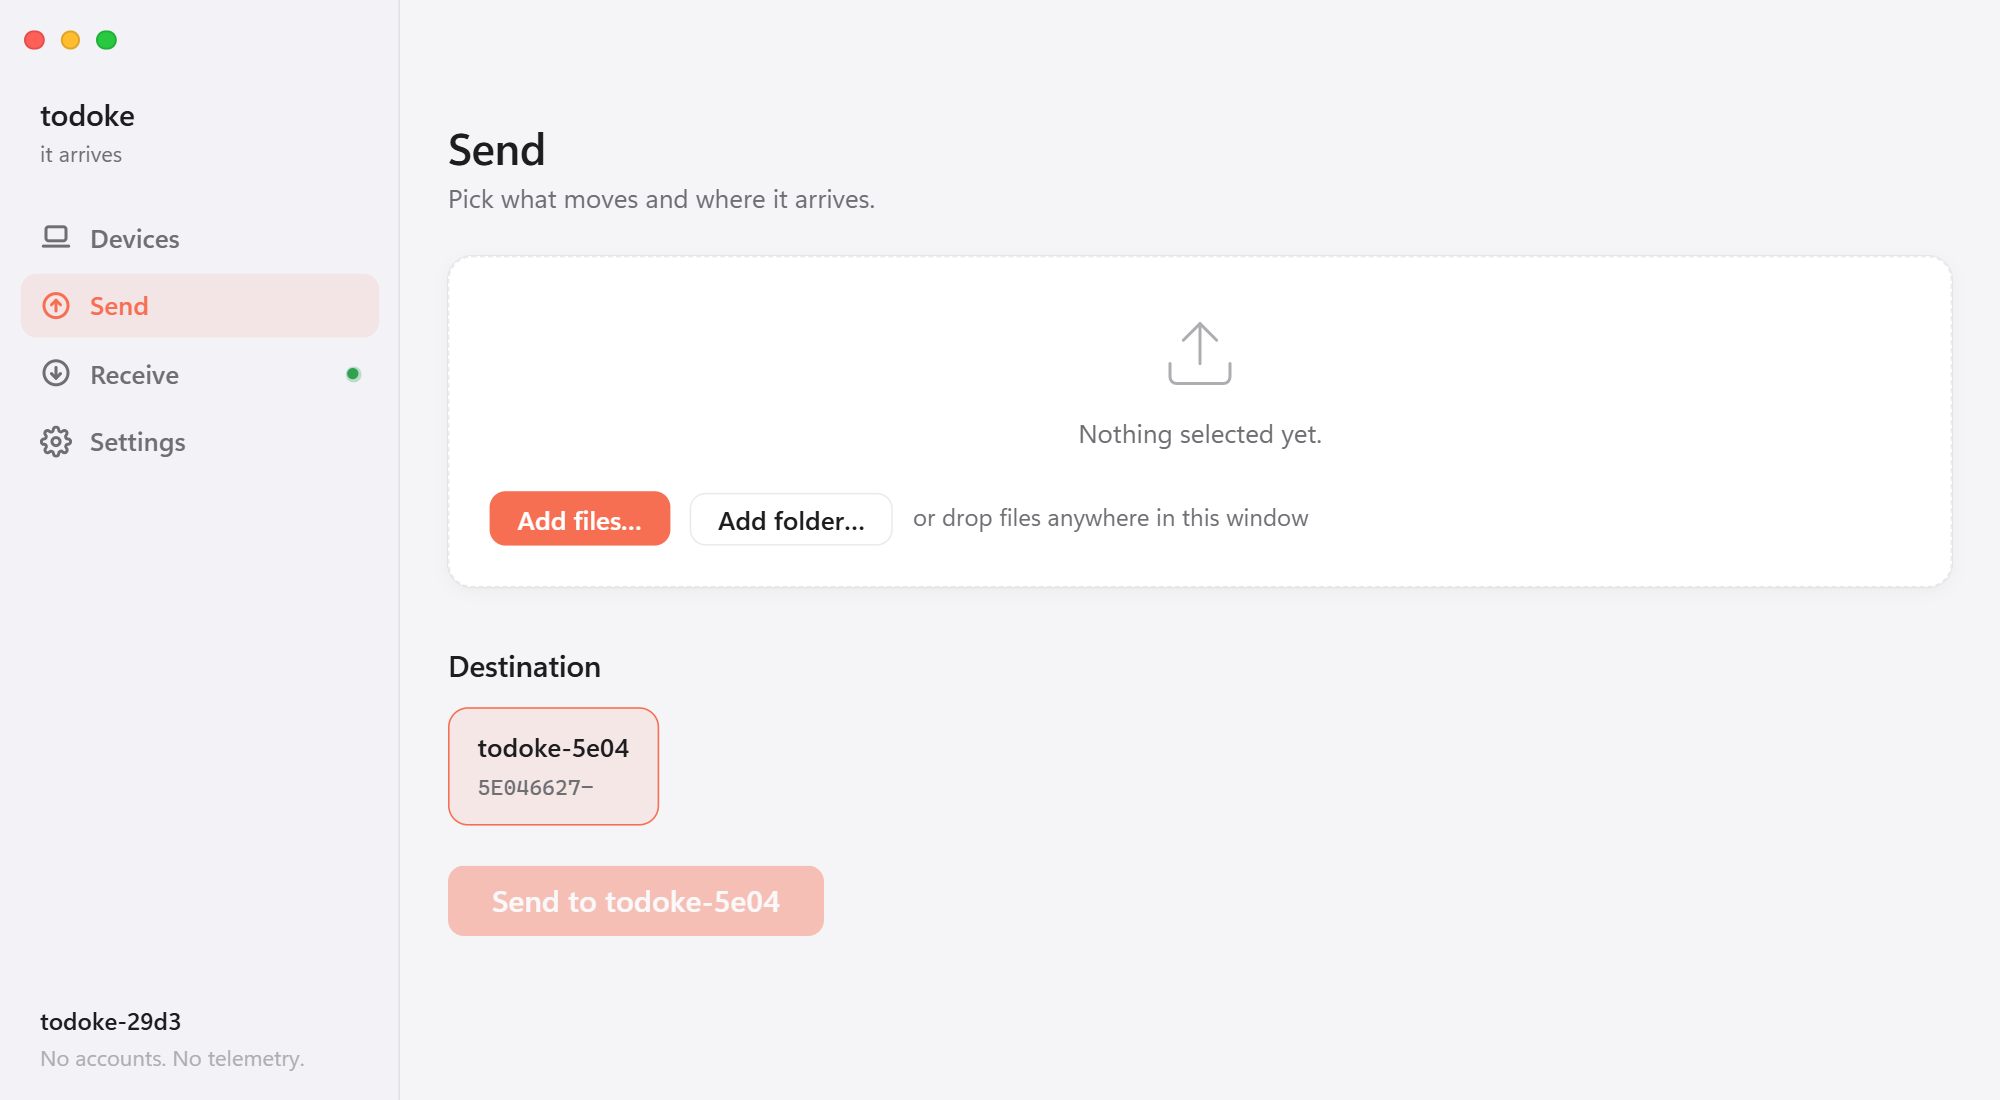 todoke
it arrives
Devices
Send
Receive
Settings
todoke-29d3
No accounts. No telemetry.
Send
Pick what moves and where it arrives.
Nothing selected yet.
Add files...
Add folder...
or drop files anywhere in this window
Destination
todoke-5e04
5E046627-
Send to todoke-5e04